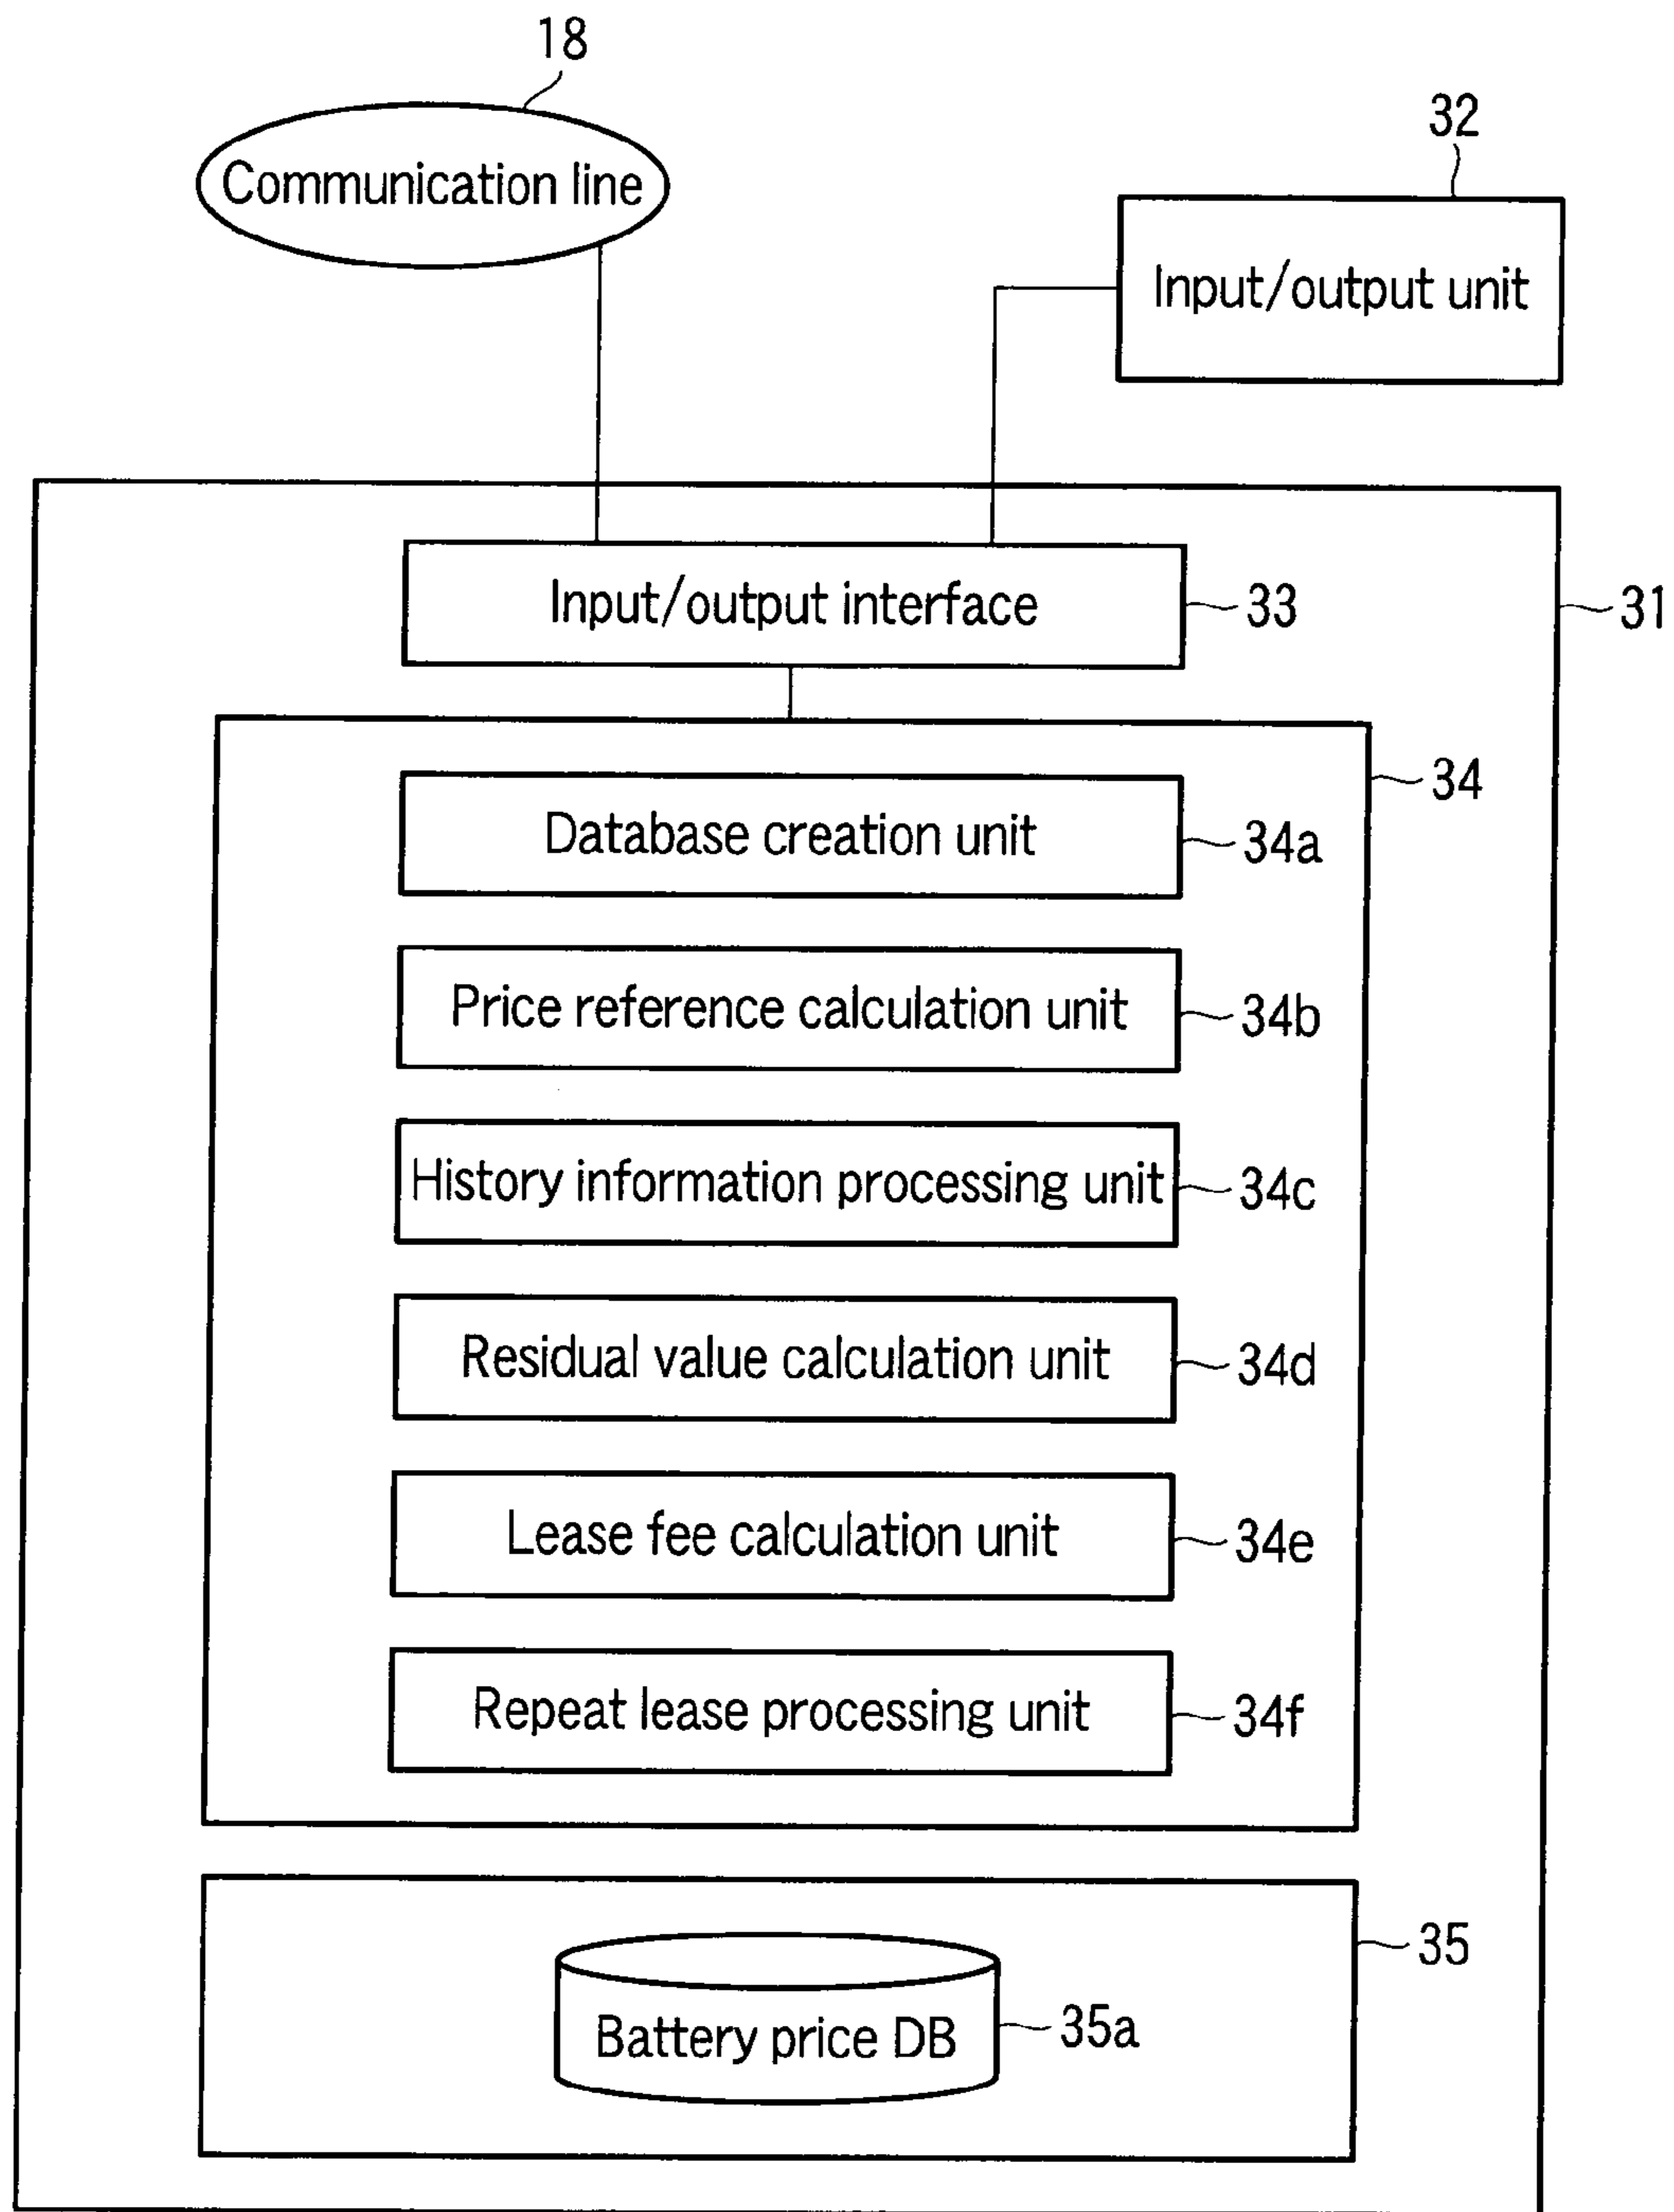 18
Communication line
32
Input/output unit
Input/output interface
33
31
34
Database creation unit
34a
Price reference calculation unit
34b
History information processing unit
34c
Residual value calculation unit
34d
Lease fee calculation unit
34e
Repeat lease processing unit
34f
35
Battery price DB
35a